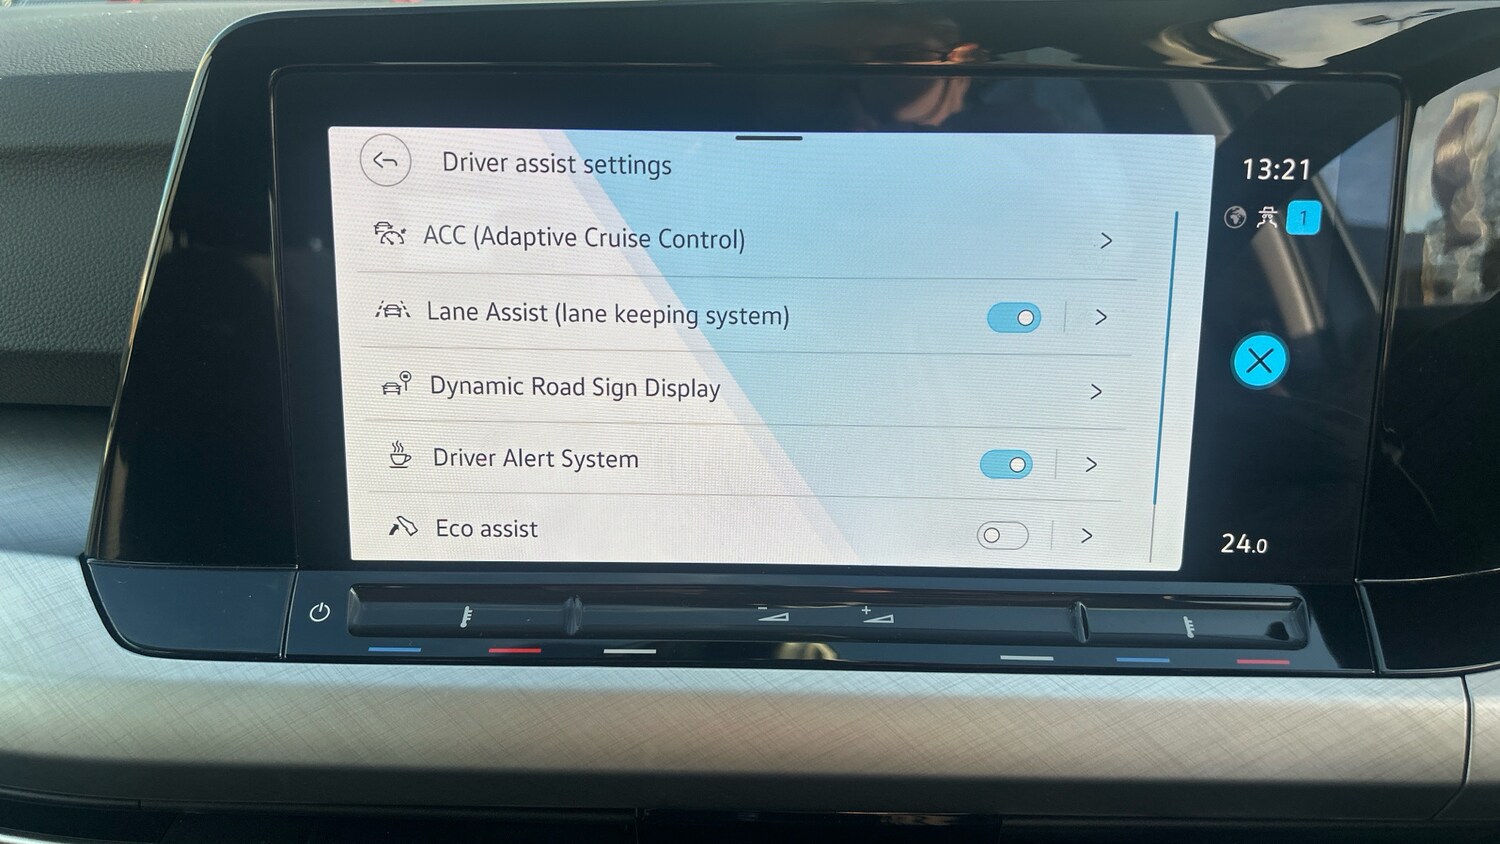 Driver assist settings
13:21
1
ACC (Adaptive Cruise Control)
Lane Assist (lane keeping system)
Dynamic Road Sign Display
Driver Alert System
Eco assist
24.0
- +